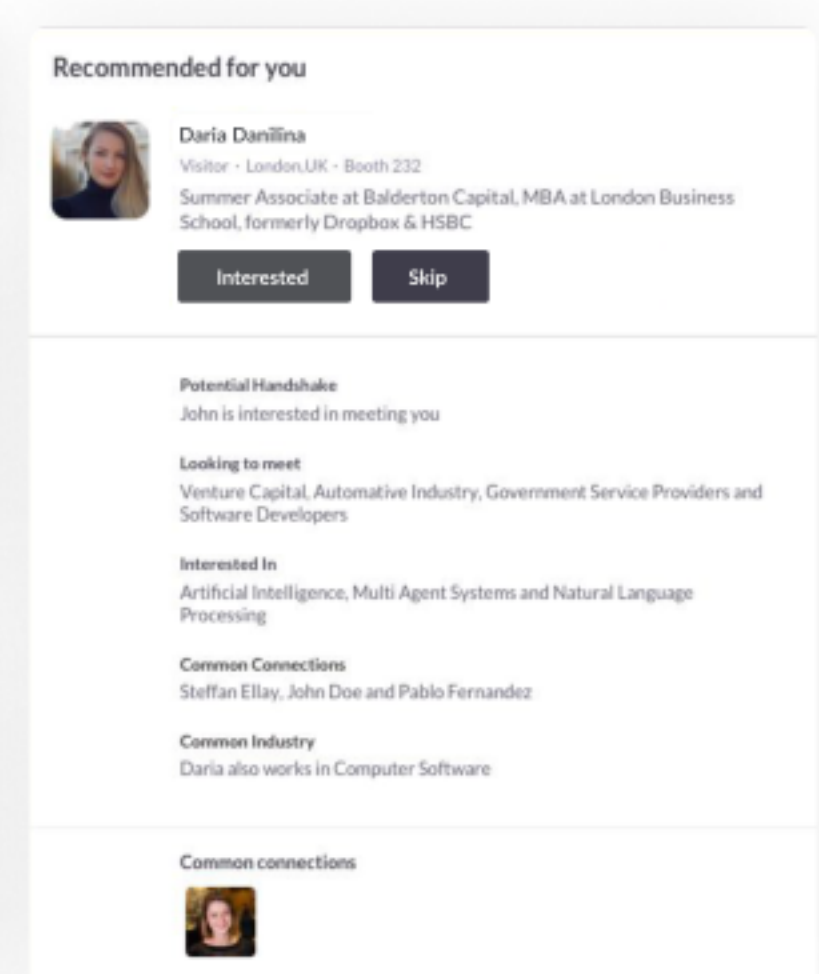 Recommended for you
Daria Danilina
Visitor - London,UK - Booth 232
Summer Associate at Balderton Capital, MBA at London Business
School, formerly Dropbox & HSBC
Interested Skip
Potential Handshake
John is interested in meeting you
Looking to meet
Venture Capital, Automative Industry, Government Service Providers and
Software Developers
Interested In
Artificial Intelligence, Multi Agent Systems and Natural Language
Processing
Common Connections
Steffan Ellay, John Doe and Pablo Fernandez
Common Industry
Daria also works in Computer Software
Common connections